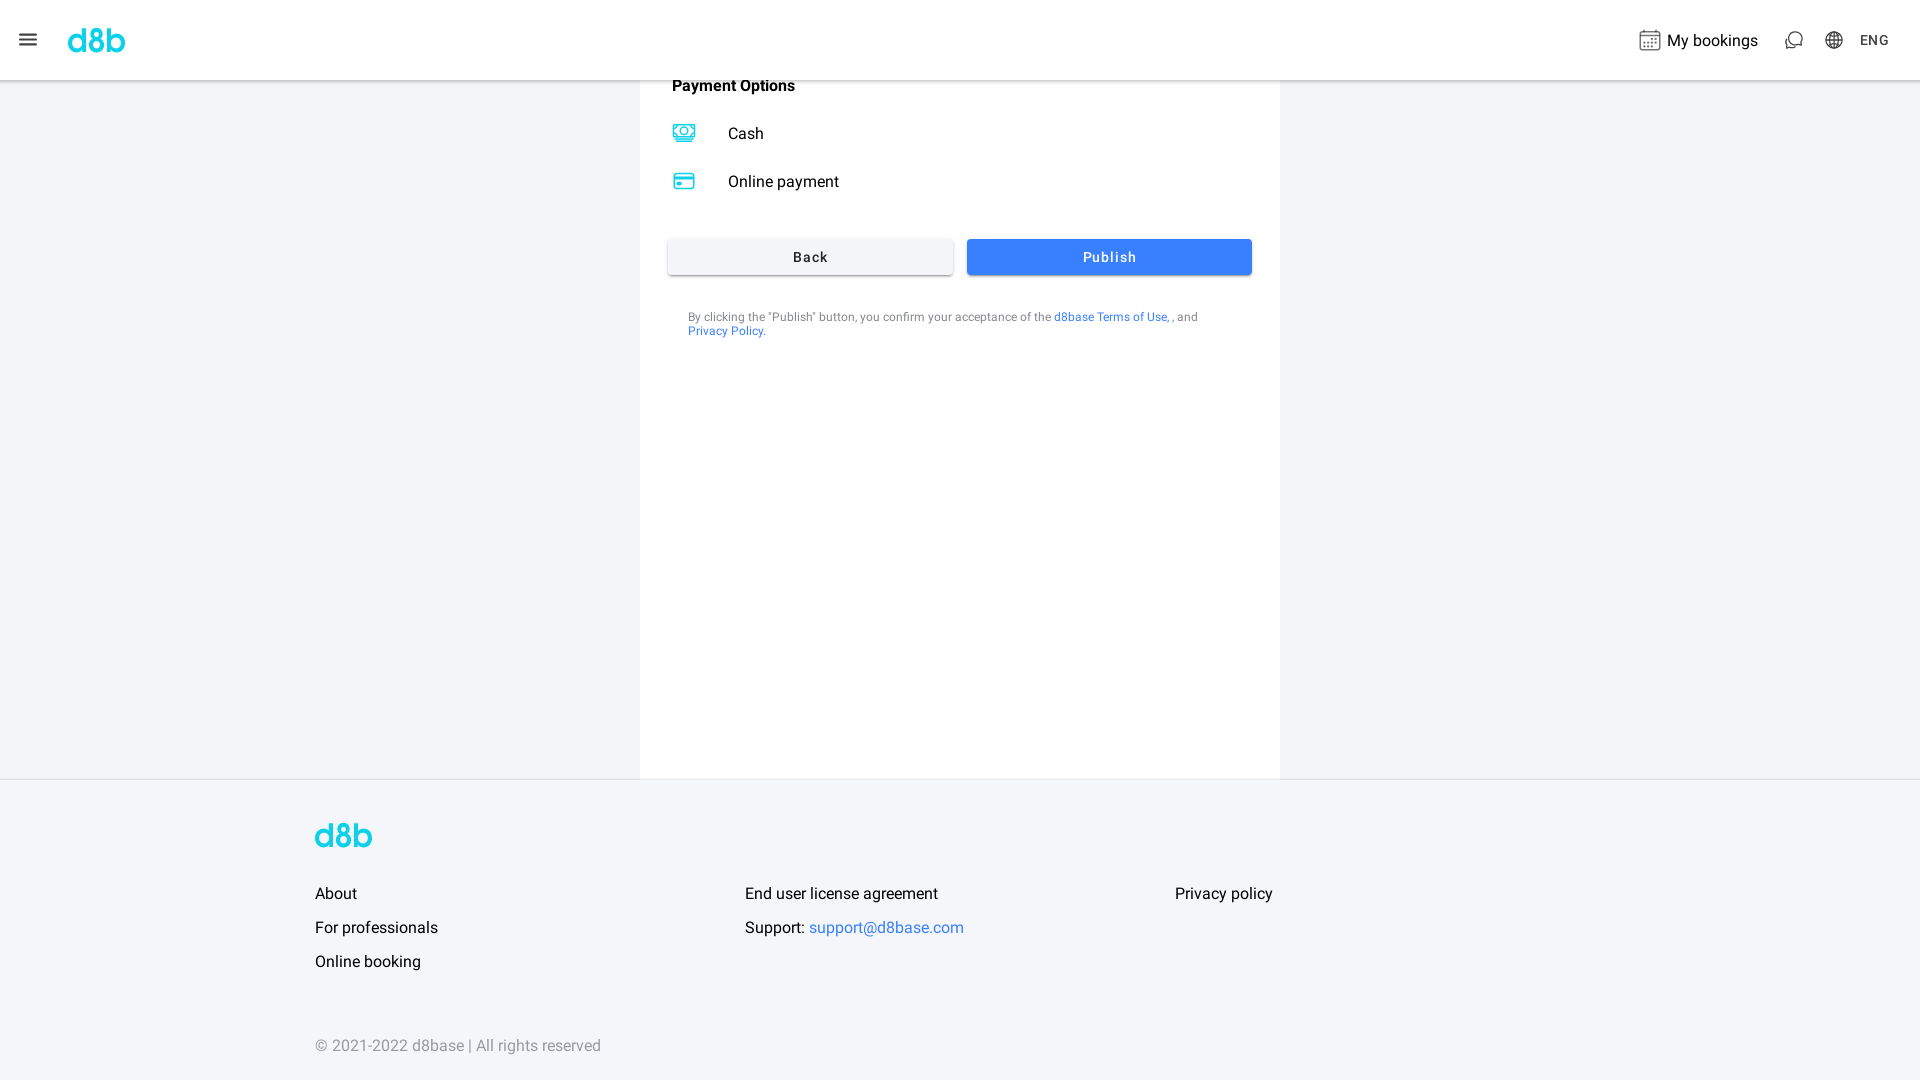 d8b
My bookings
ENG
Payment Options
Cash
Online payment
Back
Publish
By clicking the "Publish" button, you confirm your acceptance of the d8base Terms of Use, , and
Privacy Policy.
d8b
About
End user license agreement
Privacy policy
For professionals
Support: support@d8base.com
Online booking
© 2021-2022 d8base | All rights reserved